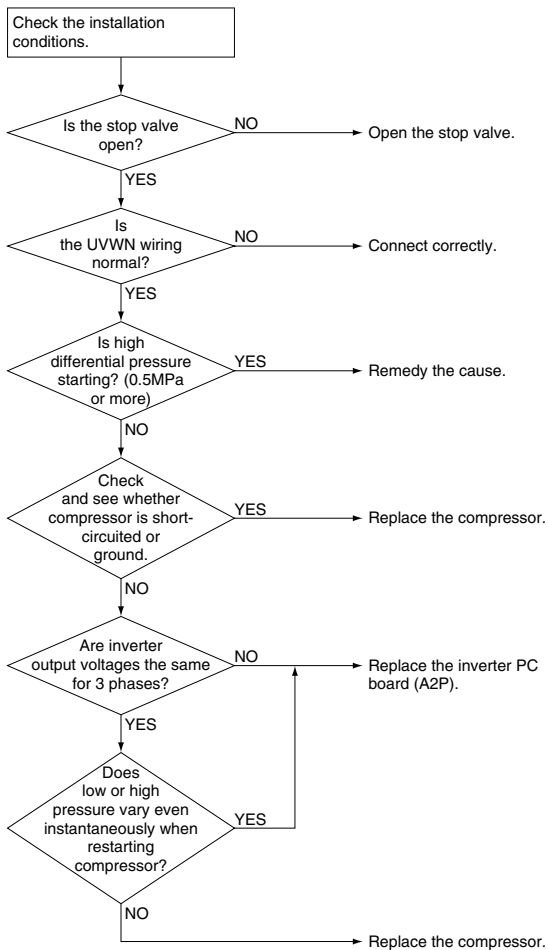 Check the installation
conditions.
Is the stop valve
open?
NO
Open the stop valve.
YES
Is
the UVWN wiring
normal?
NO
Connect correctly.
YES
Is high
differential pressure
starting? (0.5MPa
or more)
YES
Remedy the cause.
NO
Check
and see whether
compressor is short-
circuited or
ground.
YES
Replace the compressor.
NO
Are inverter
output voltages the same
for 3 phases?
NO
Replace the inverter PC
board (A2P).
YES
Does
low or high
pressure vary even
instantaneously when
restarting
compressor?
YES
NO
Replace the compressor.